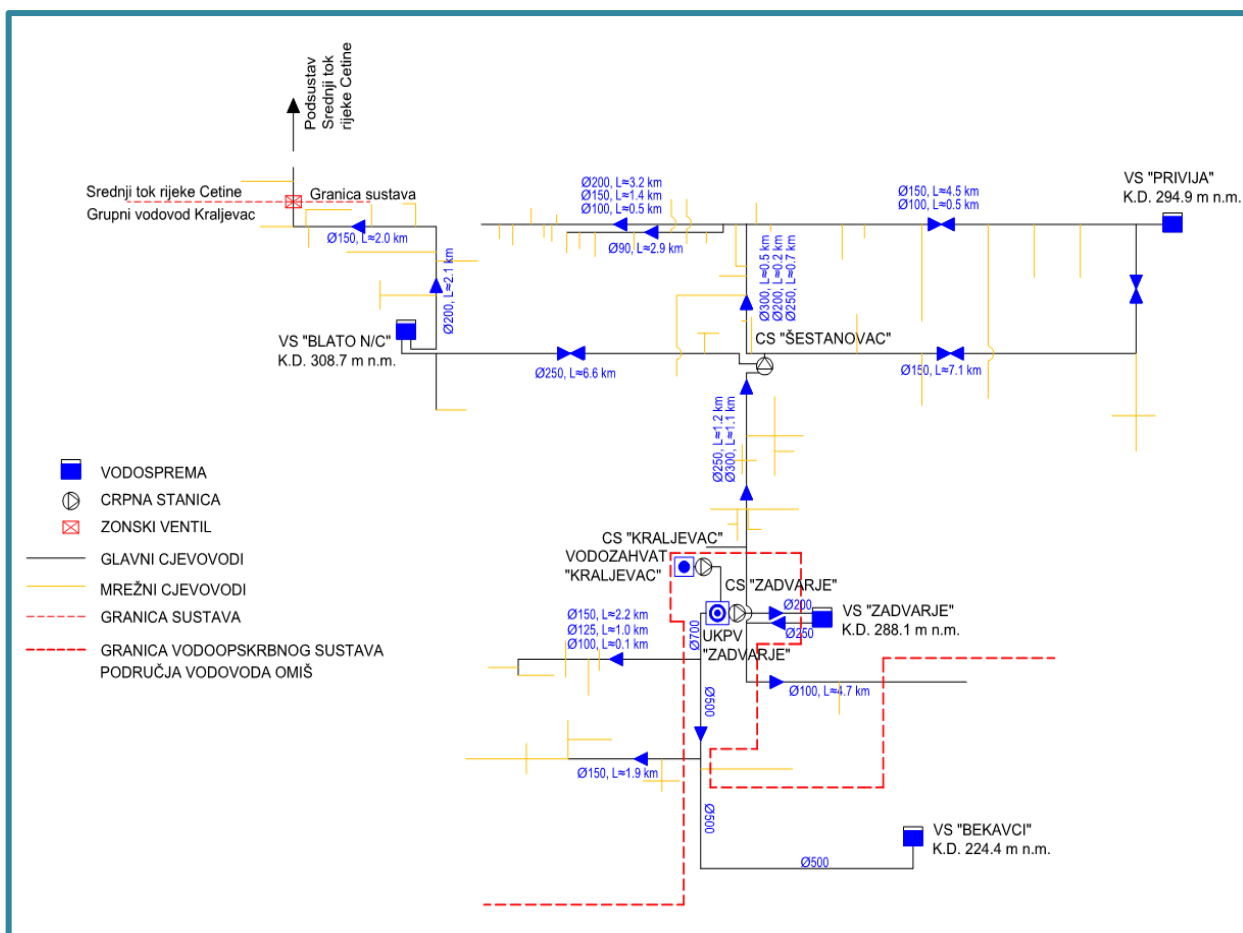 Podsustav
Srednji tok
rijeke Cetine
Srednji tok rijeke Cetine
Granica sustava
Grupni vodovod Kraljevac
Ø150, L≈2.0 km
Ø200, L≈2.1 km
VS "BLATO N/C"
K.D. 308.7 m n.m.
Ø250, L≈6.6 km
Ø200, L≈3.2 km
Ø150, L≈1.4 km
Ø100, L≈0.5 km
Ø90, L≈2.9 km
Ø300, L≈0.5 km
Ø200, L≈0.2 km
Ø250, L≈0.7 km
Ø150, L≈4.5 km
Ø100, L≈0.5 km
VS "PRIVIJA"
K.D. 294.9 m n.m.
CS "ŠESTANOVAC"
Ø150, L≈7.1 km
Ø250, L≈1.2 km
Ø300, L≈1.1 km
VODOSPREMA
CRPNA STANICA
ZONSKI VENTIL
GLAVNI CJEVOVODI
MREŽNI CJEVOVODI
GRANICA SUSTAVA
GRANICA VODOOPSKRBNOG SUSTAVA
PODRUČJA VODOVODA OMIŠ
CS "KRALJEVAC"
VODOZAHVAT
"KRALJEVAC"
CS "ZADVARJE"
Ø200
VS "ZADVARJE"
K.D. 288.1 m n.m.
Ø250
UKPV
"ZADVARJE"
Ø700
Ø150, L≈2.2 km
Ø125, L≈1.0 km
Ø100, L≈0.1 km
Ø100, L≈4.7 km
Ø500
Ø150, L≈1.9 km
Ø500
Ø500
VS "BEKAVCI"
K.D. 224.4 m n.m.